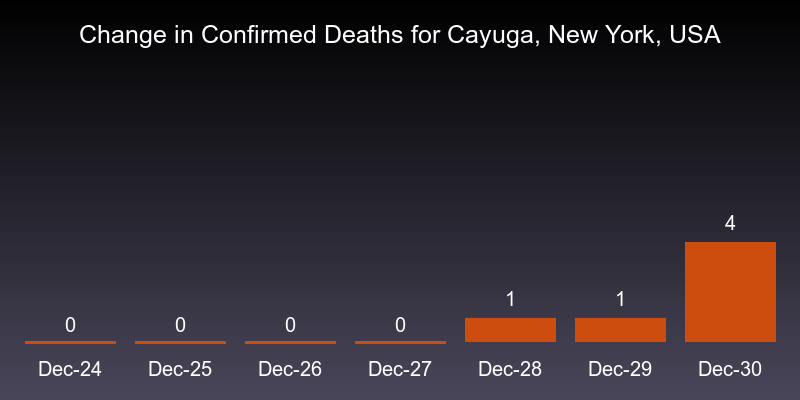 Change in Confirmed Deaths for Cayuga, New York, USA
4
1 1
0 0 0 0
Dec-24 Dec-25 Dec-26 Dec-27 Dec-28 Dec-29 Dec-30